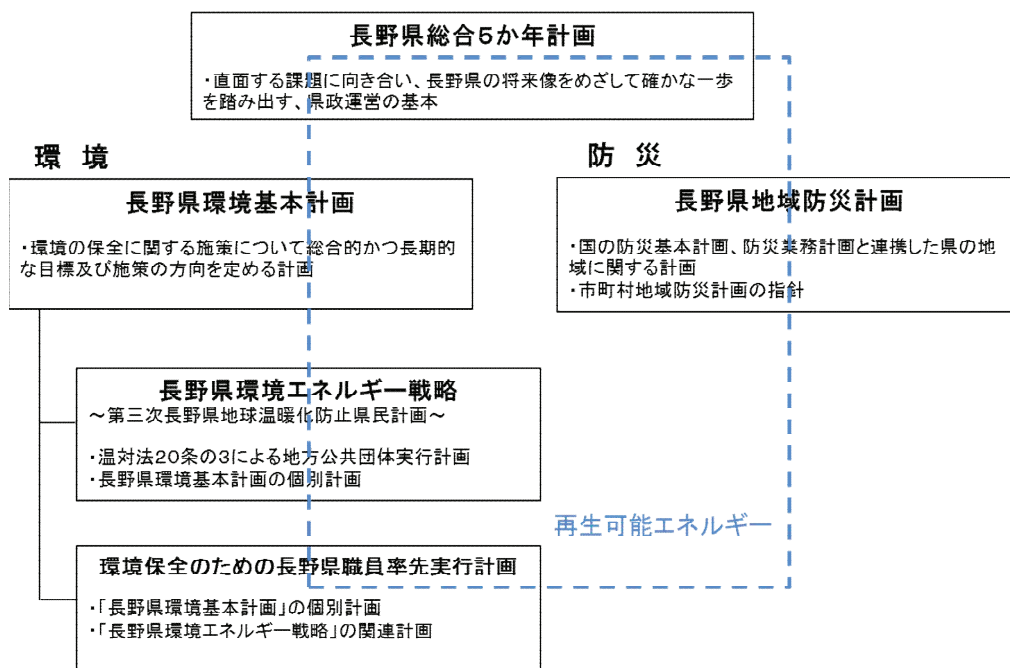 長野県総合5か年計画
・直面する課題に向き合い、長野県の将来像をめざして確かな一歩
を踏み出す、県政運営の基本
環 境
防 災
長野県環境基本計画
・環境の保全に関する施策について総合的かつ長期的
な目標及び施策の方向を定める計画
長野県地域防災計画
・国の防災基本計画、防災業務計画と連携した県の地
域に関する計画
・市町村地域防災計画の指針
長野県環境エネルギー戦略
～第三次長野県地球温暖化防止県民計画～
・温対法20条の3による地方公共団体実行計画
・長野県環境基本計画の個別計画
再生可能エネルギー
環境保全のための長野県職員率先実行計画
・「長野県環境基本計画」の個別計画
・「長野県環境エネルギー戦略」の関連計画